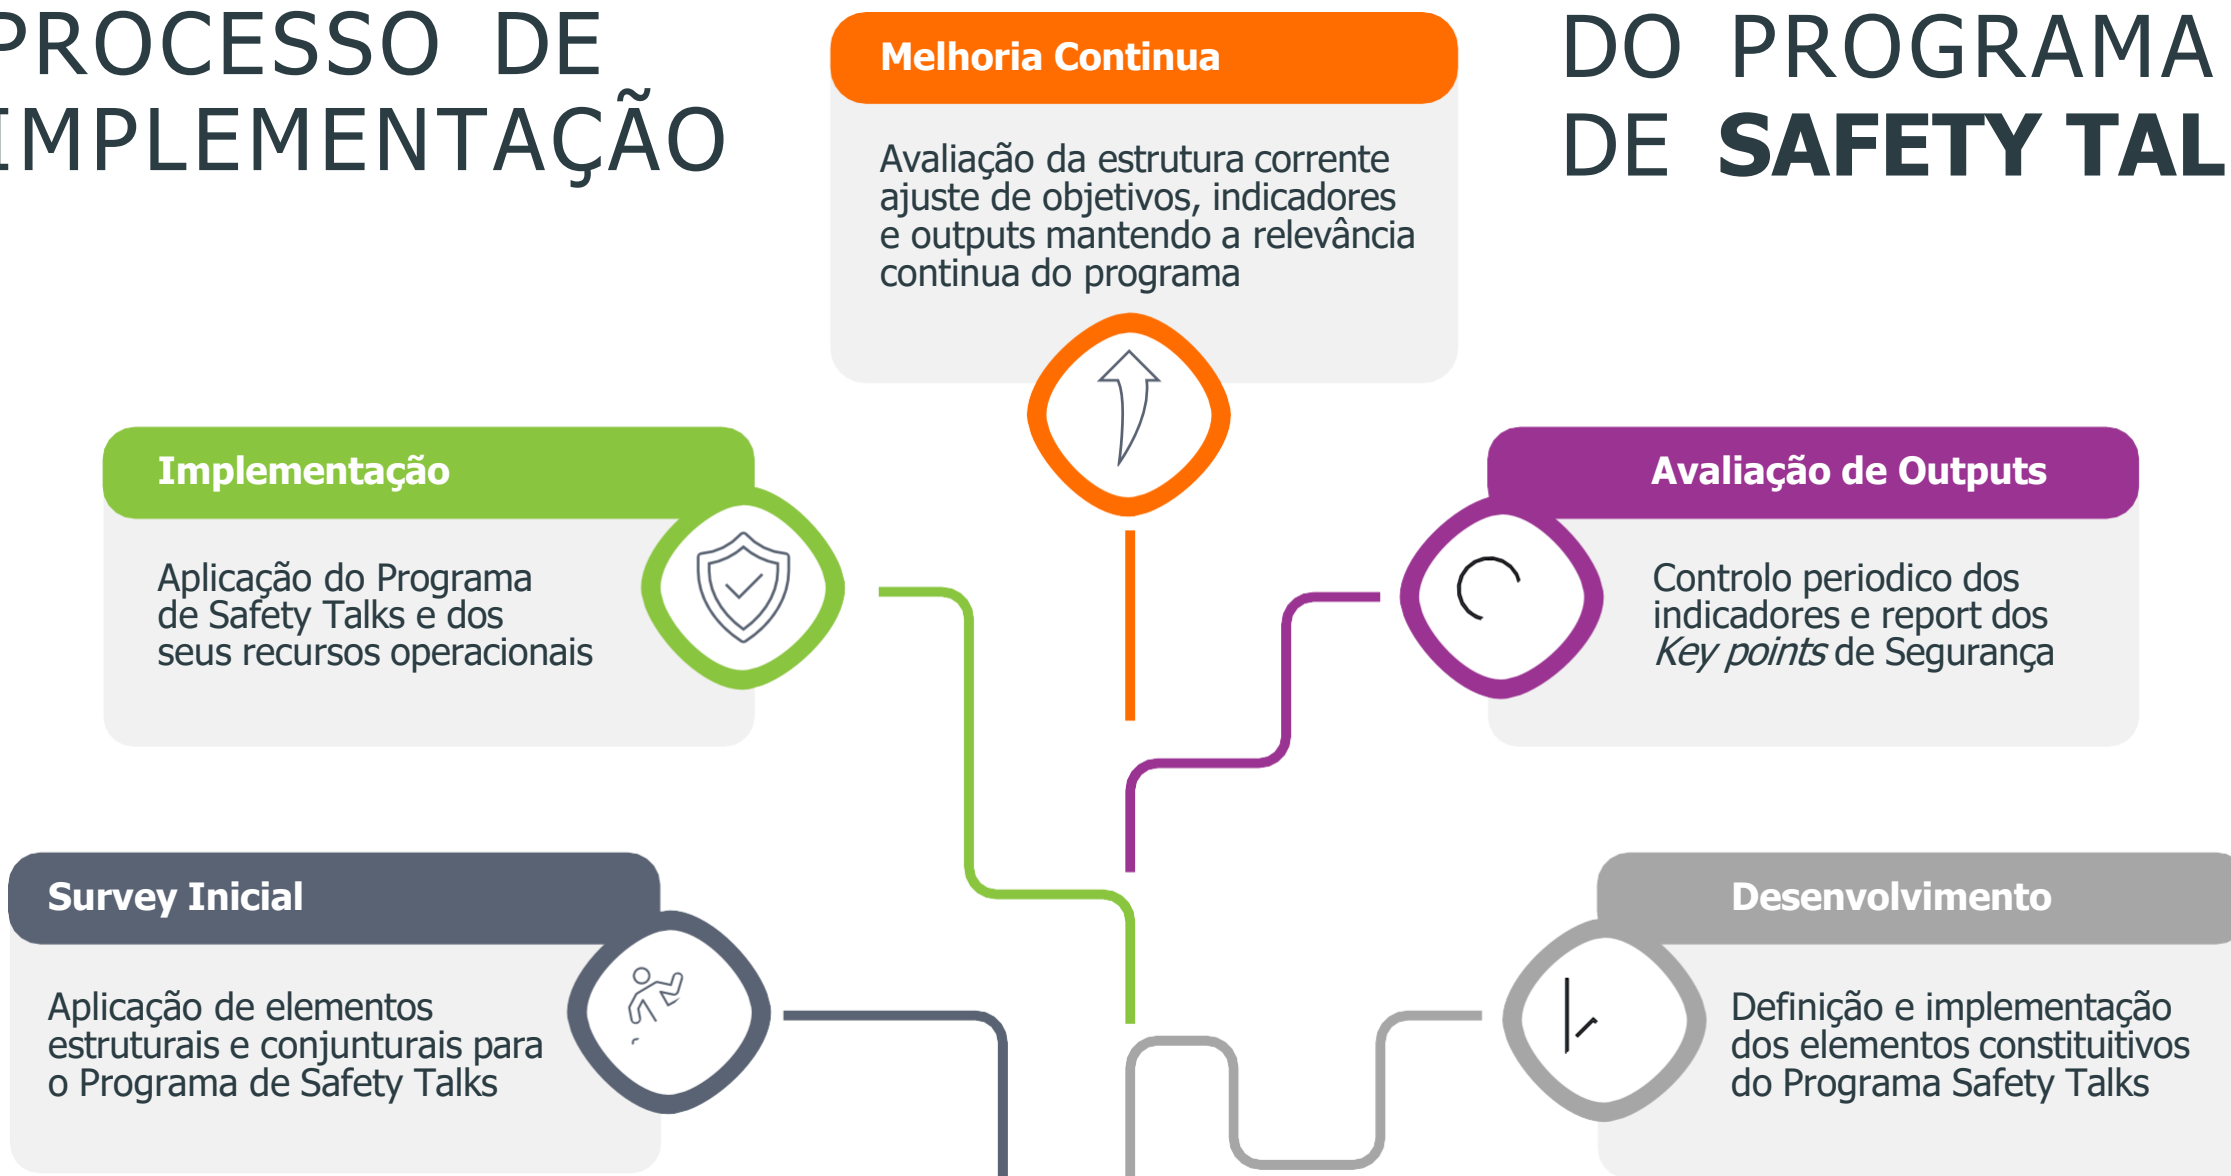 PROCESSO DE
IMPLEMENTAÇÃO
DO PROGRAMA
DE SAFETY TAL
Melhoria Continua
Avaliação da estrutura corrente
ajuste de objetivos, indicadores
e outputs mantendo a relevância
continua do programa
Implementação
Aplicação do Programa
de Safety Talks e dos
seus recursos operacionais
Avaliação de Outputs
Controlo periodico dos
indicadores e report dos
Key points de Segurança
Survey Inicial
Aplicação de elementos
estruturais e conjunturais para
o Programa de Safety Talks
Desenvolvimento
Definição e implementação
dos elementos constituitivos
do Programa Safety Talks